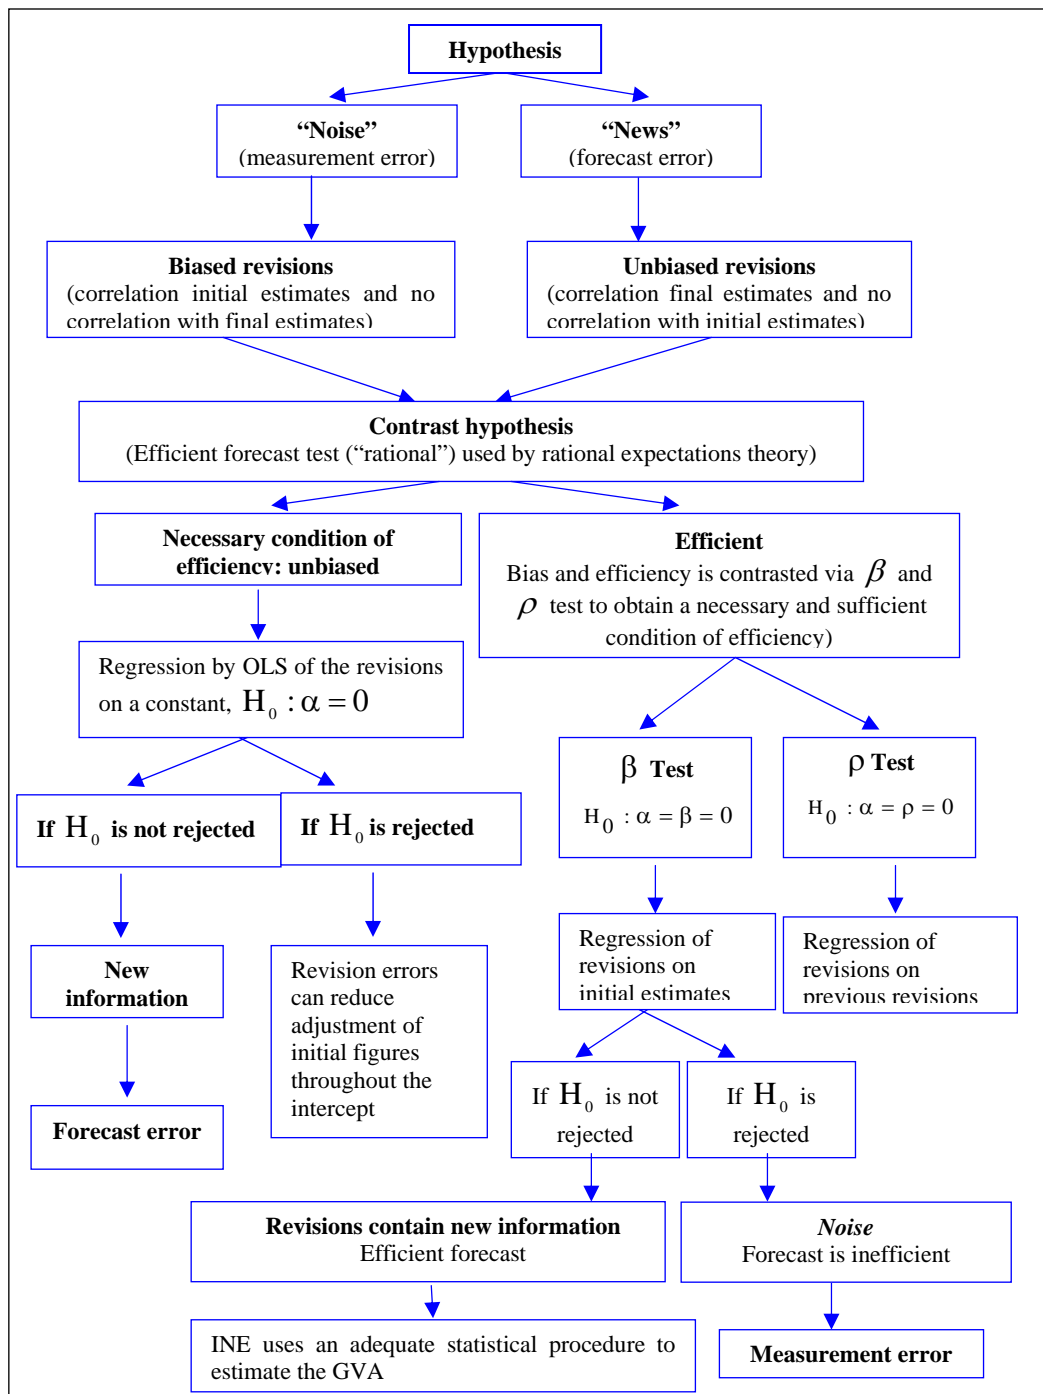 Hypothesis
“Noise”
(measurement error)
“News”
(forecast error)
Biased revisions
(correlation initial estimates and no
correlation with final estimates)
Unbiased revisions
(correlation final estimates and no
correlation with initial estimates)
Contrast hypothesis
(Efficient forecast test (“rational”) used by rational expectations theory)
Necessary condition of
efficiency: unbiased
Efficient
Bias and efficiency is contrasted via β and
ρ test to obtain a necessary and sufficient
condition of efficiency)
Regression by OLS of the revisions
on a constant, H₀ : α = 0
β Test
H₀ : α = β = 0
ρ Test
H₀ : α = ρ = 0
If H₀ is not rejected
If H₀ is rejected
New
information
Revision errors
can reduce
adjustment of
initial figures
throughout the
intercept
Regression of
revisions on
initial estimates
Regression of
revisions on
previous revisions
Forecast error
If H₀ is not
rejected
If H₀ is
rejected
Revisions contain new information
Efficient forecast
Noise
Forecast is inefficient
INE uses an adequate statistical procedure to
estimate the GVA
Measurement error